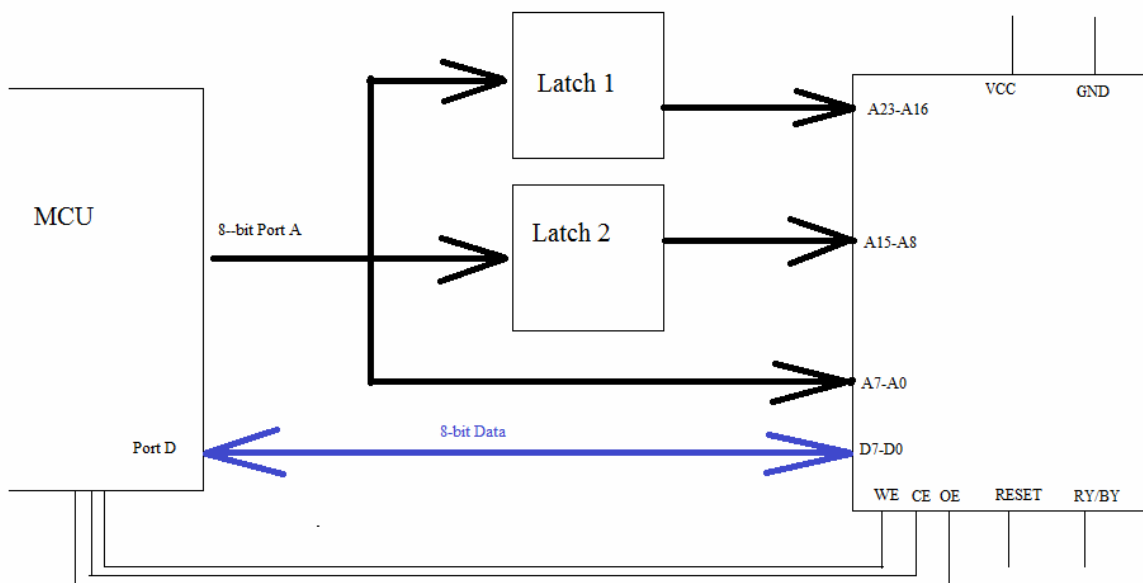 Latch 1
VCC
GND
A23-A16
MCU
8--bit Port A
Latch 2
A15-A8
A7-A0
Port D
8-bit Data
D7-D0
WE CE OE RESET RY/BY